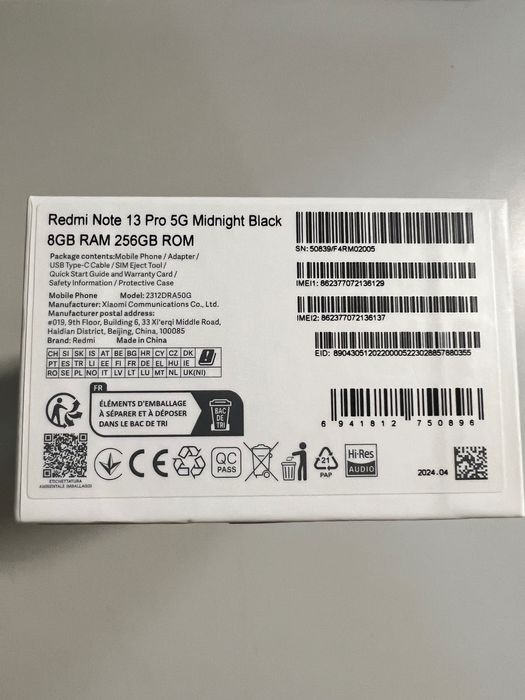 Redmi Note 13 Pro 5G Midnight Black
8GB RAM 256GB ROM
Package contents:Mobile Phone / Adapter /
USB Type-C Cable / SIM Eject Tool /
Quick Start Guide and Warranty Card /
Safety Information / Protective Case
Mobile Phone Model: 2312DRA50G
Manufacturer: Xiaomi Communications Co., Ltd.
Manufacturer postal address:
#019, 9th Floor, Building 6, 33 Xi'erqi Middle Road,
Haidian District, Beijing, China, 100085
Brand: Redmi Made in China
CH SI SK IS AT BE BG HR CY CZ DK
PT ES TR LI EE FI FR DE EL HU IE
RO SE PL NO IT LV LT LU MT NL UK(NI)
SN: 50839/F4RM02005
IMEI1: 862377072136129
IMEI2: 862377072136137
EID: 89043051202200005223028857880355
6 941812 750896
FR
ÉLÉMENTS D'EMBALLAGE
À SÉPARER ET À DÉPOSER
DANS LE BAC DE TRI
BAC
DE
TRI
ETICHETTATURA
AMBIENTALE IMBALLAGGI
CE
QC
PASS
21
PAP
Hi-Res
AUDIO
2024.04